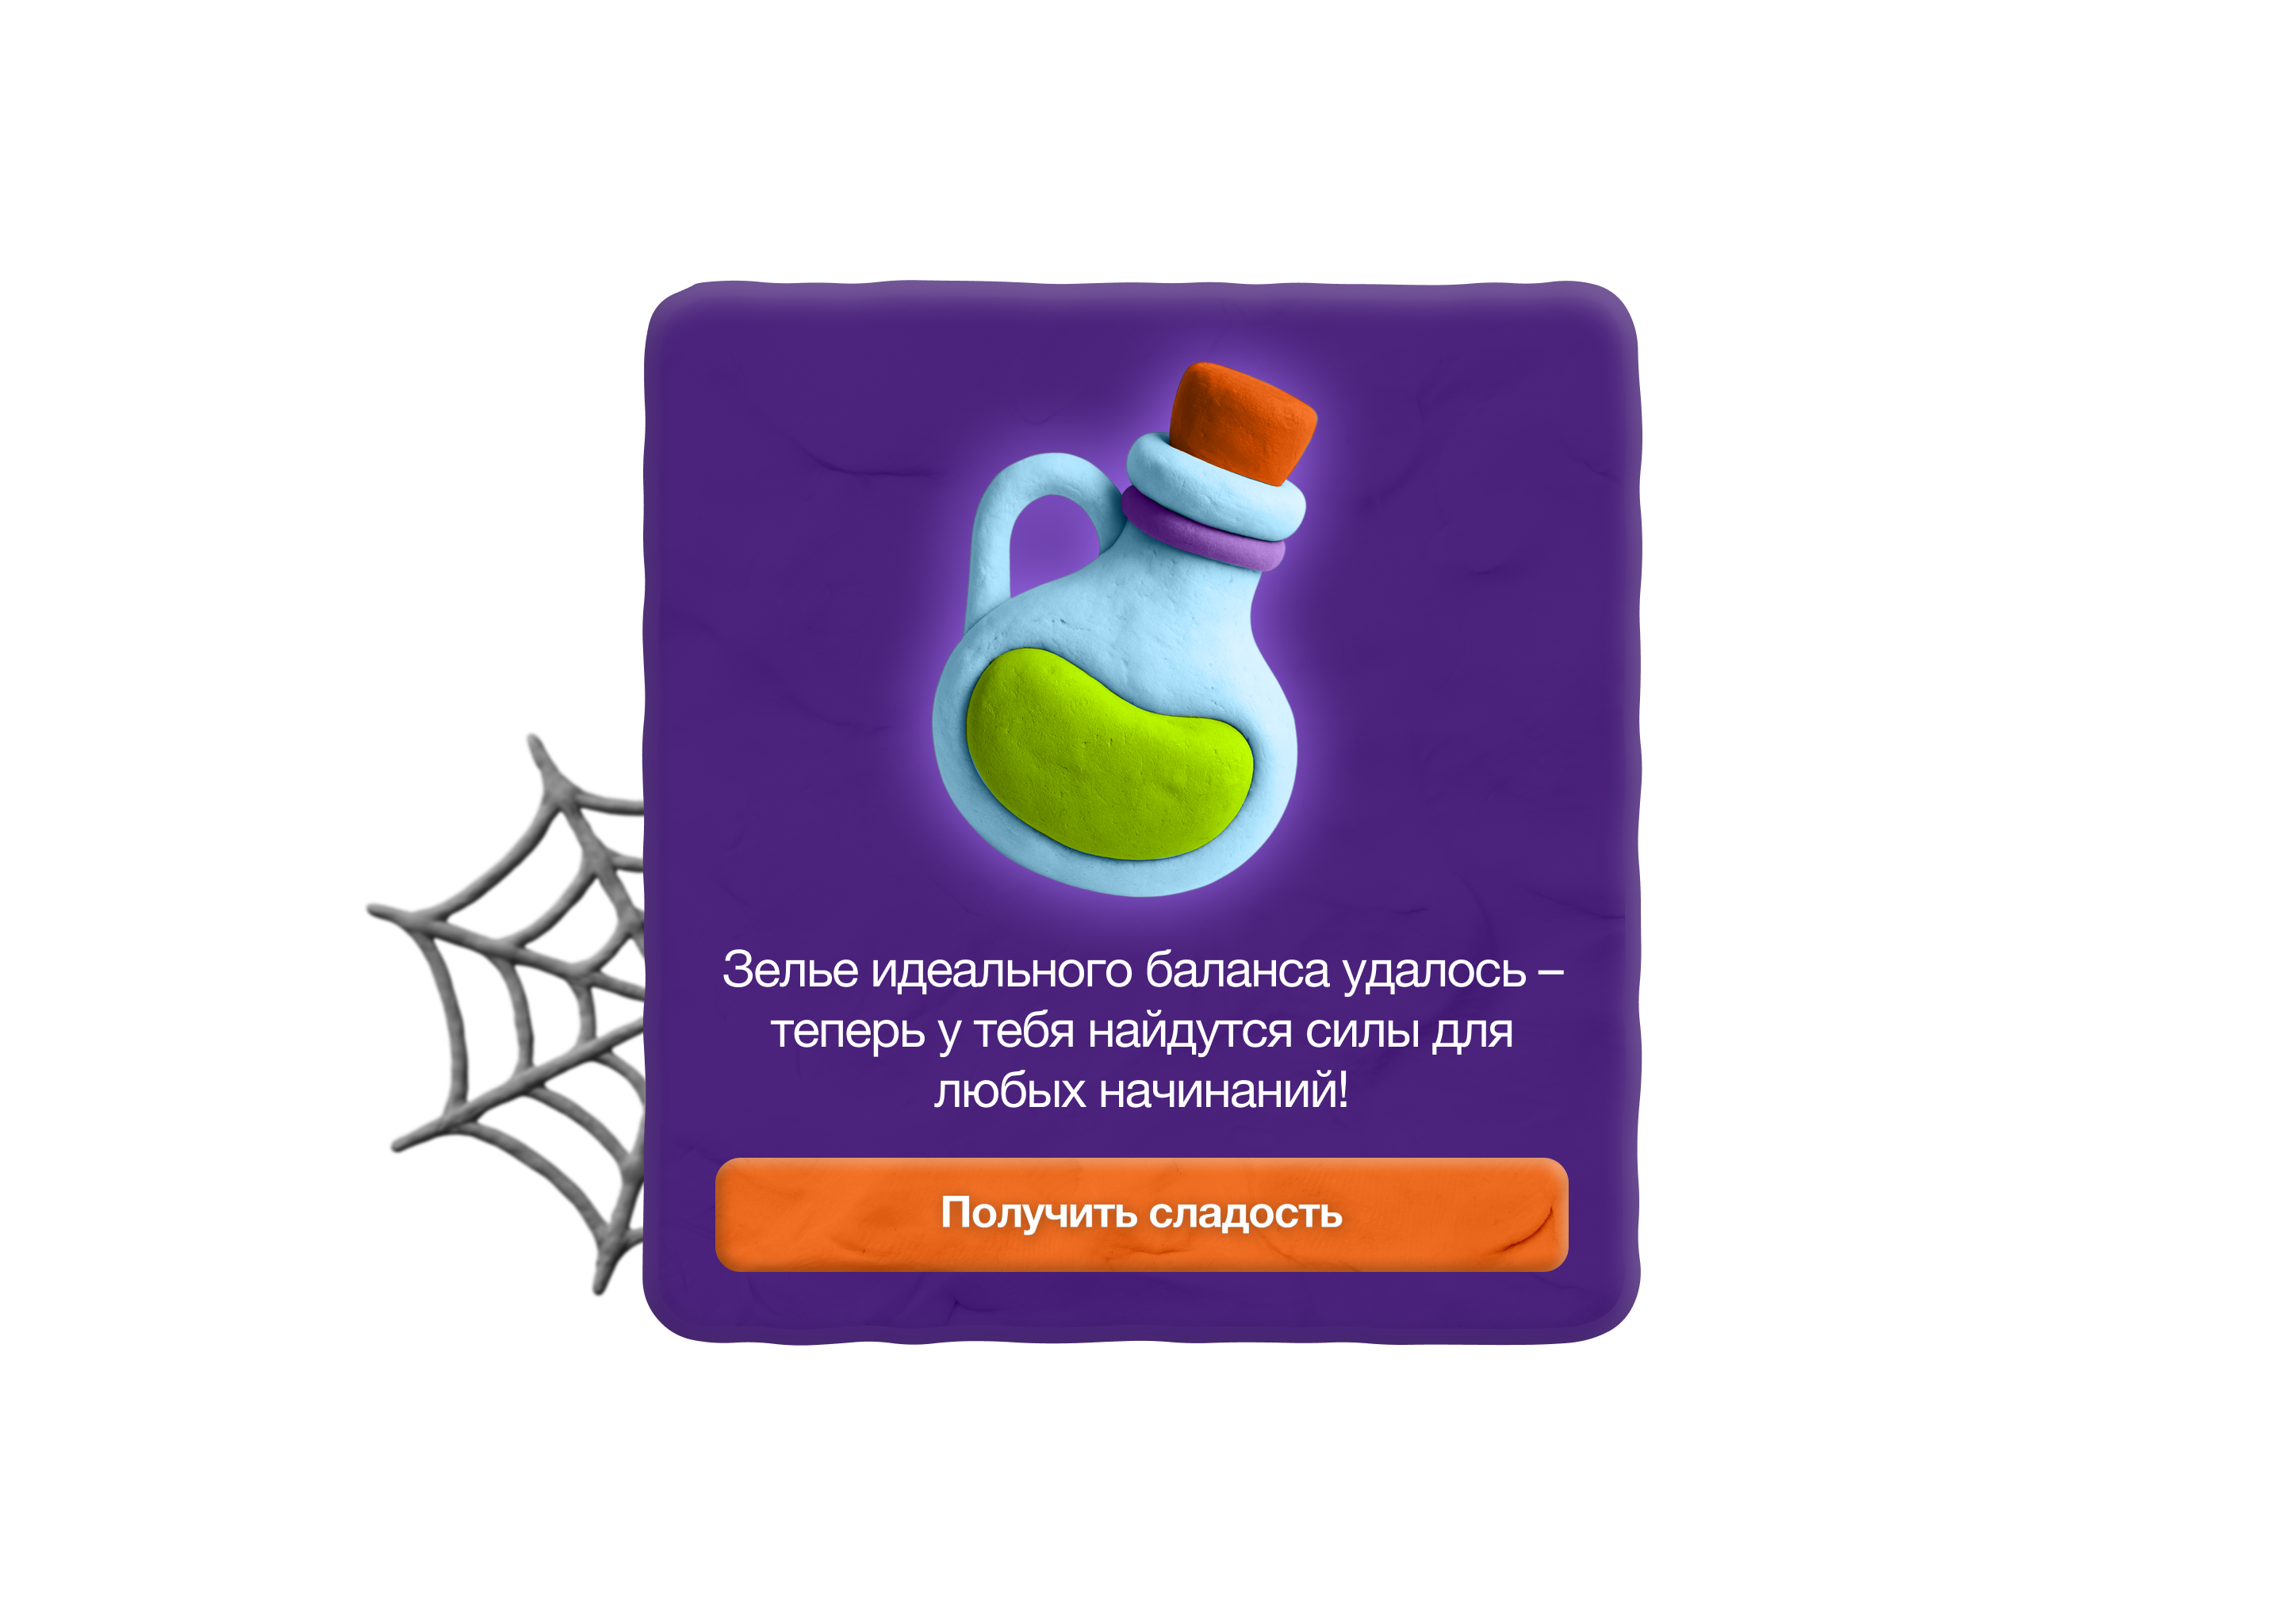 Зелье идеального баланса удалось –
теперь у тебя найдутся силы для
любых начинаний!
Получить сладость